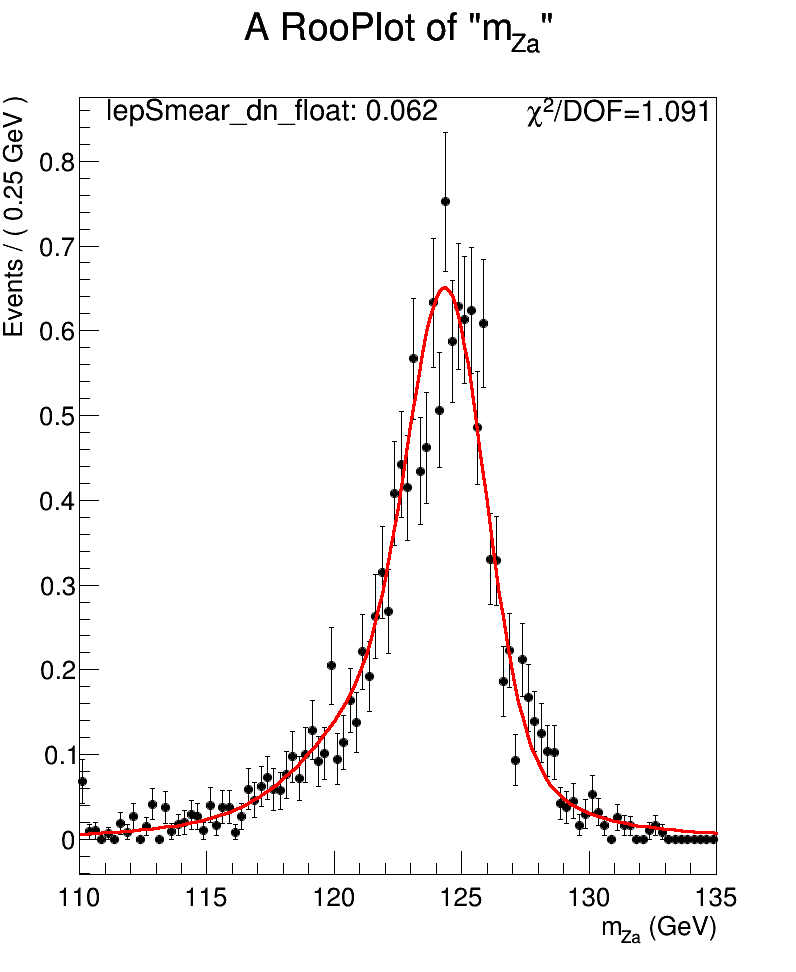 A RooPlot of "m_Za"
lepSmear_dn_float: 0.062
χ²/DOF=1.091
Events / ( 0.25 GeV )
0.8
0.7
0.6
0.5
0.4
0.3
0.2
0.1
0
110 115 120 125 130 135
m_Za (GeV)